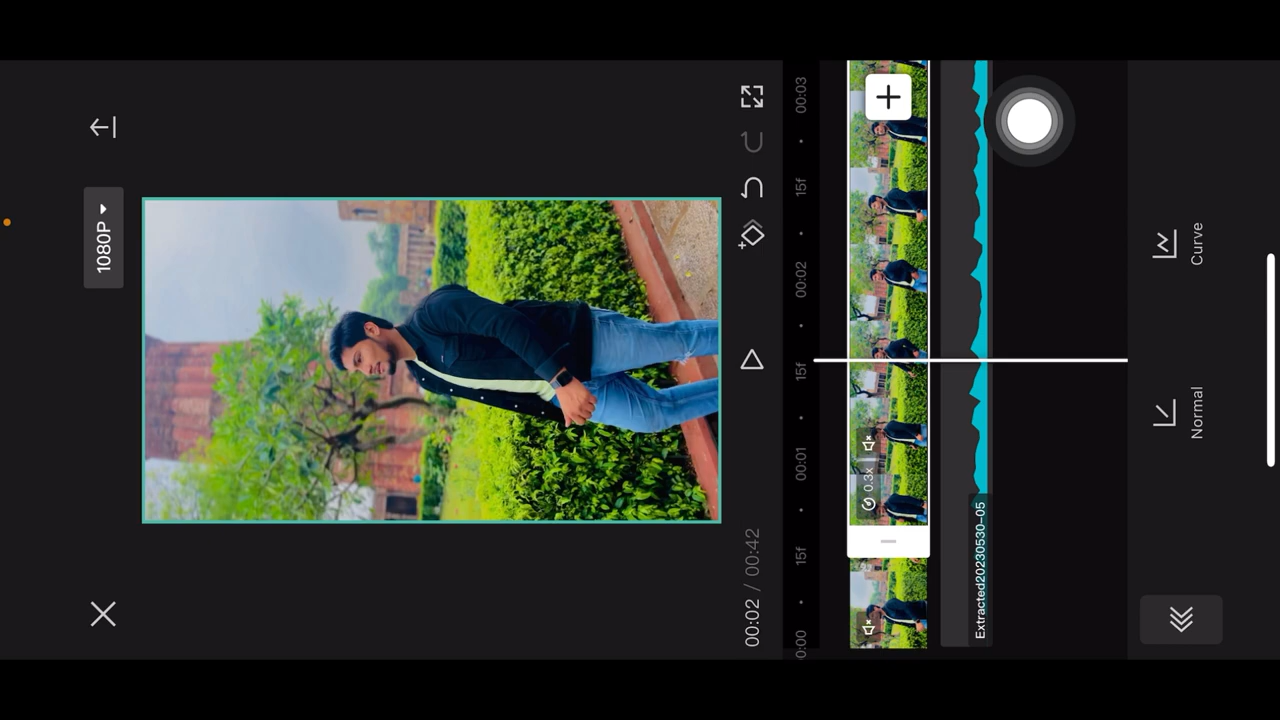 1080P
00:02 / 00:42
0:00
15f
00:01
15f
00:02
15f
00:03
0.3x
Extracted20230530-05
Normal
Curve